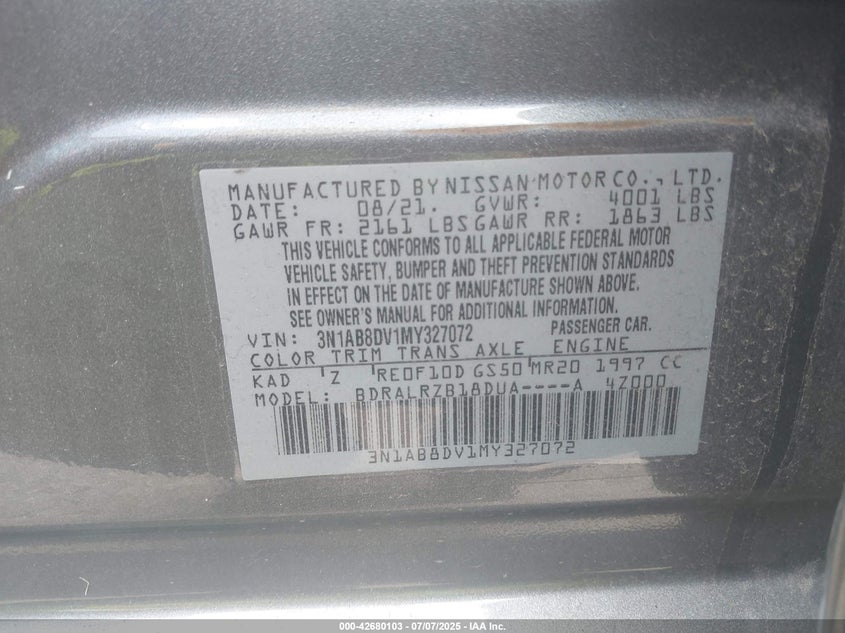 MANUFACTURED BY NISSAN MOTOR CO., LTD.
DATE: 08/21. GVWR: 4001 LBS
GAWR FR: 2161 LBS GAWR RR: 1863 LBS
THIS VEHICLE CONFORMS TO ALL APPLICABLE FEDERAL MOTOR
VEHICLE SAFETY, BUMPER AND THEFT PREVENTION STANDARDS
IN EFFECT ON THE DATE OF MANUFACTURE SHOWN ABOVE.
SEE OWNER'S MANUAL FOR ADDITIONAL INFORMATION
VIN: 3N1AB8DV1MY327072 PASSENGER CAR.
COLOR TRIM TRANS AXLE ENGINE
KAD Z RE0F10D GS50 MR20 1997 CC
MODEL: BDRALRZB18DUA----A 4Z000
3N1AB8DV1MY327072
000-42680103 - 07/07/2025 - IAA Inc.